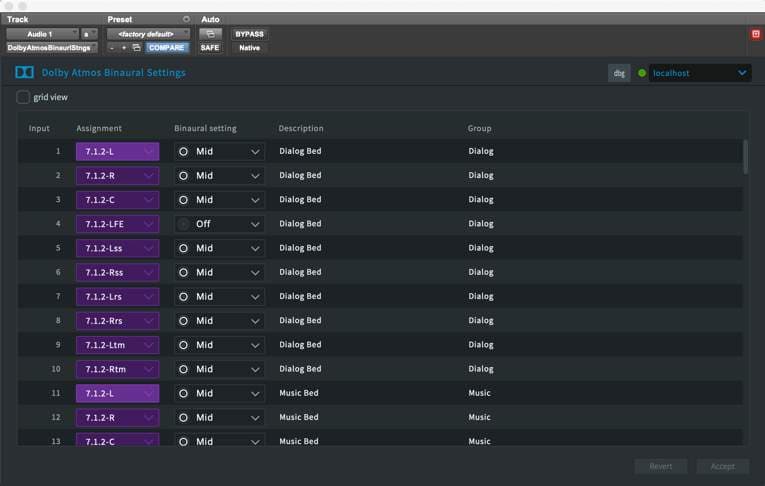 Track Preset Auto
Audio 1 a <factory default> BYPASS
DolbyAtmosBinaurlStngs - + COMPARE SAFE Native
Dolby Atmos Binaural Settings dbg localhost
grid view
Input Assignment Binaural setting Description Group
1 7.1.2-L Mid Dialog Bed Dialog
2 7.1.2-R Mid Dialog Bed Dialog
3 7.1.2-C Mid Dialog Bed Dialog
4 7.1.2-LFE Off Dialog Bed Dialog
5 7.1.2-Lss Mid Dialog Bed Dialog
6 7.1.2-Rss Mid Dialog Bed Dialog
7 7.1.2-Lrs Mid Dialog Bed Dialog
8 7.1.2-Rrs Mid Dialog Bed Dialog
9 7.1.2-Ltm Mid Dialog Bed Dialog
10 7.1.2-Rtm Mid Dialog Bed Dialog
11 7.1.2-L Mid Music Bed Music
12 7.1.2-R Mid Music Bed Music
13 7.1.2-C Mid Music Bed Music
Revert Accept